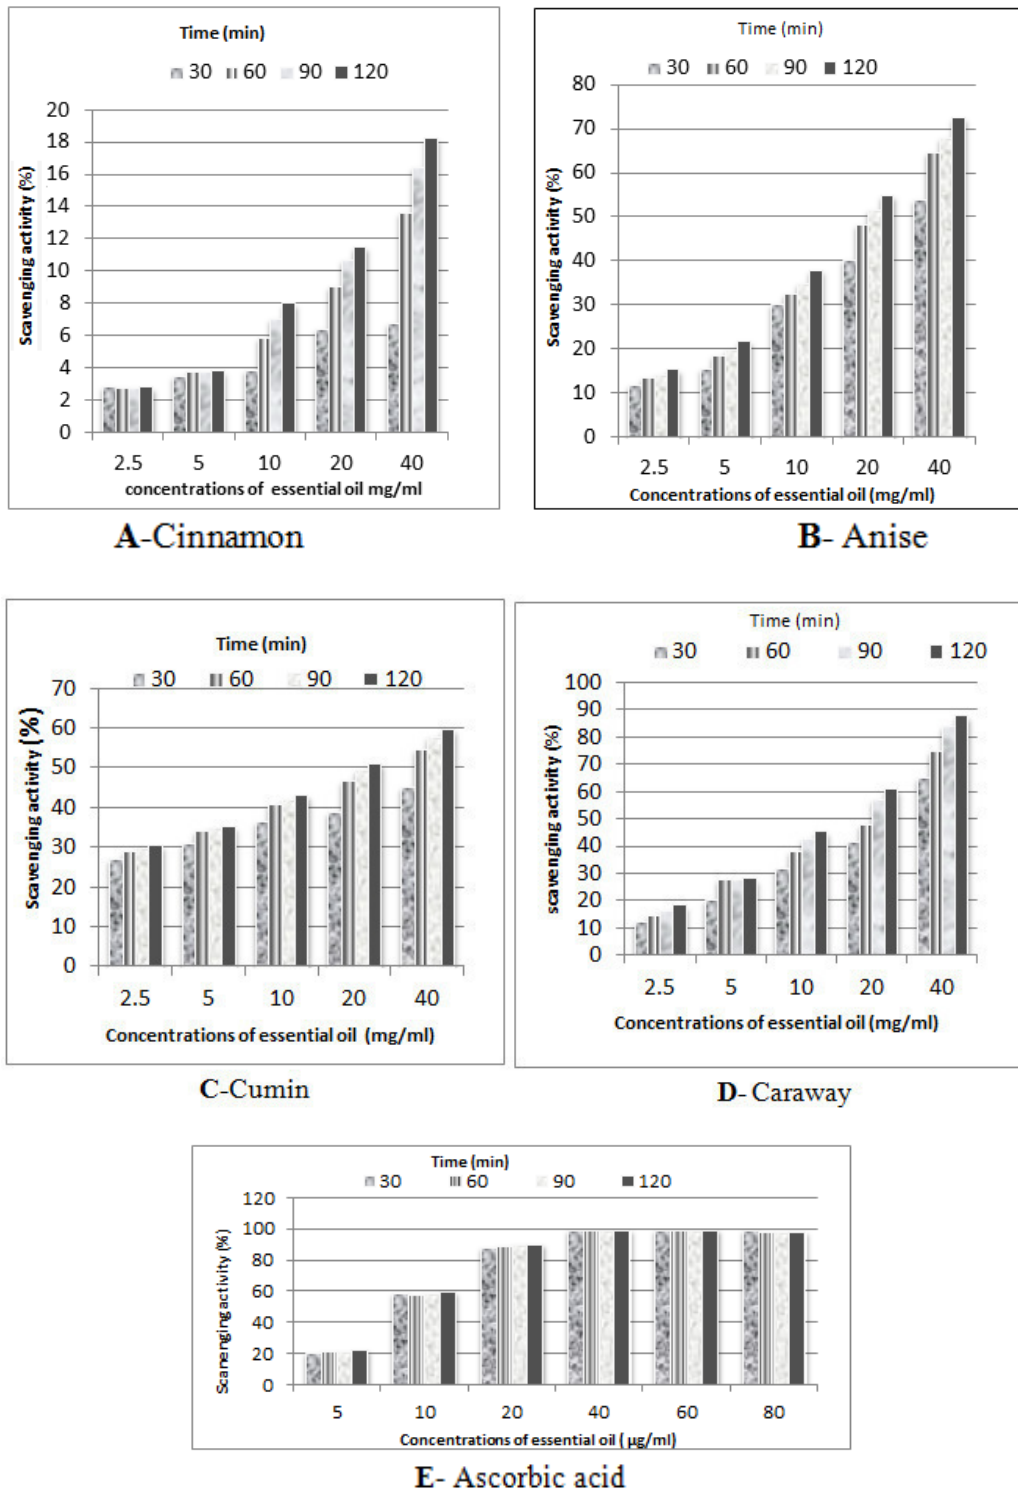 Time (min)
30 60 90 120
20
18
16
14
12
10
8
6
4
2
0
Scavenging activity (%)
2.5 5 10 20 40
concentrations of essential oil mg/ml
A-Cinnamon
Time (min)
30 60 90 120
80
70
60
50
40
30
20
10
0
Scavenging activity (%)
2.5 5 10 20 40
Concentrations of essential oil (mg/ml)
B- Anise
Time (min)
30 60 90 120
70
60
50
40
30
20
10
0
Scavenging activity (%)
2.5 5 10 20 40
Concentrations of essential oil (mg/ml)
C-Cumin
Time (min)
30 60 90 120
100
90
80
70
60
50
40
30
20
10
0
scavenging activity (%)
2.5 5 10 20 40
Concentrations of essential oil (mg/ml)
D- Caraway
Time (min)
30 60 90 120
120
100
80
60
40
20
0
Scanenging activity (%)
5 10 20 40 60 80
Concentrations of essential oil ( µg/ml)
E- Ascorbic acid